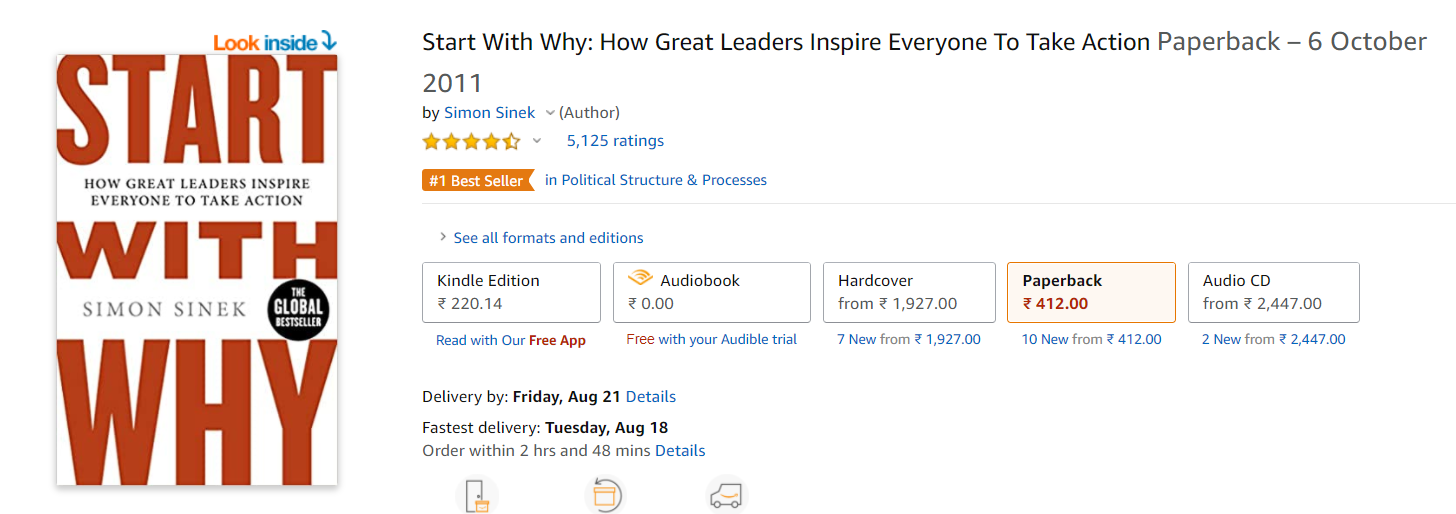 Look inside
START
HOW GREAT LEADERS INSPIRE
EVERYONE TO TAKE ACTION
WITH
SIMON SINEK
THE
GLOBAL
BESTSELLER
WHY
Start With Why: How Great Leaders Inspire Everyone To Take Action Paperback – 6 October
2011
by Simon Sinek (Author)
5,125 ratings
#1 Best Seller in Political Structure & Processes
See all formats and editions
Kindle Edition
₹ 220.14
Read with Our Free App
Audiobook
₹ 0.00
Free with your Audible trial
Hardcover
from ₹ 1,927.00
7 New from ₹ 1,927.00
Paperback
₹ 412.00
10 New from ₹ 412.00
Audio CD
from ₹ 2,447.00
2 New from ₹ 2,447.00
Delivery by: Friday, Aug 21 Details
Fastest delivery: Tuesday, Aug 18
Order within 2 hrs and 48 mins Details